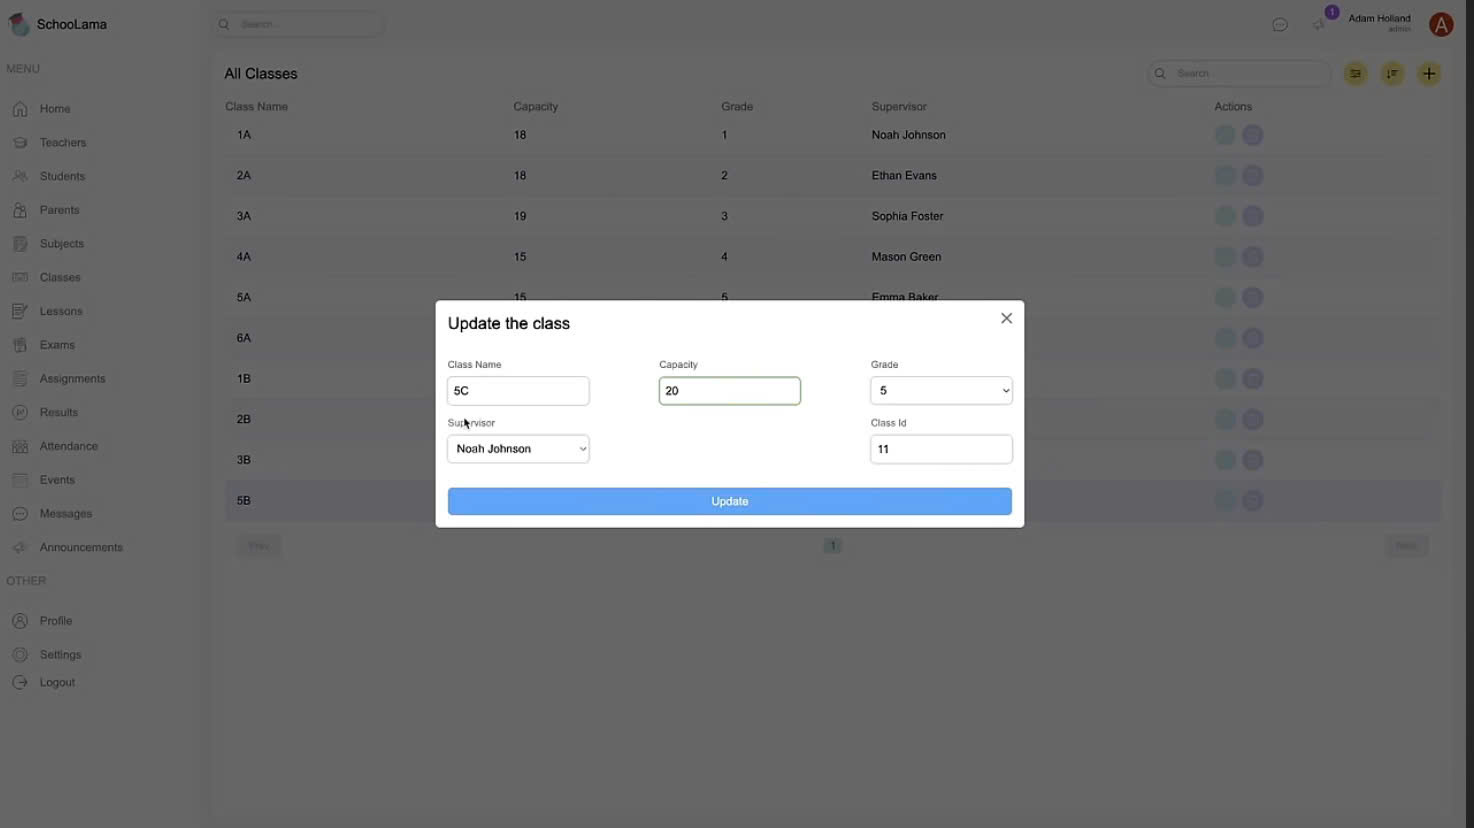 SchooLama
Search...
1
Adam Holland
admin
A
MENU
Home
Teachers
Students
Parents
Subjects
Classes
Lessons
Exams
Assignments
Results
Attendance
Events
Messages
Announcements
OTHER
Profile
Settings
Logout
All Classes
Search...
Class Name Capacity Grade Supervisor Actions
1A 18 1 Noah Johnson
2A 18 2 Ethan Evans
3A 19 3 Sophia Foster
4A 15 4 Mason Green
5A 15 5 Emma Baker
6A
1B
2B
3B
5B
Prev 1 Next
Update the class
Class Name Capacity Grade
5C 20 5
Supervisor Class Id
Noah Johnson 11
Update